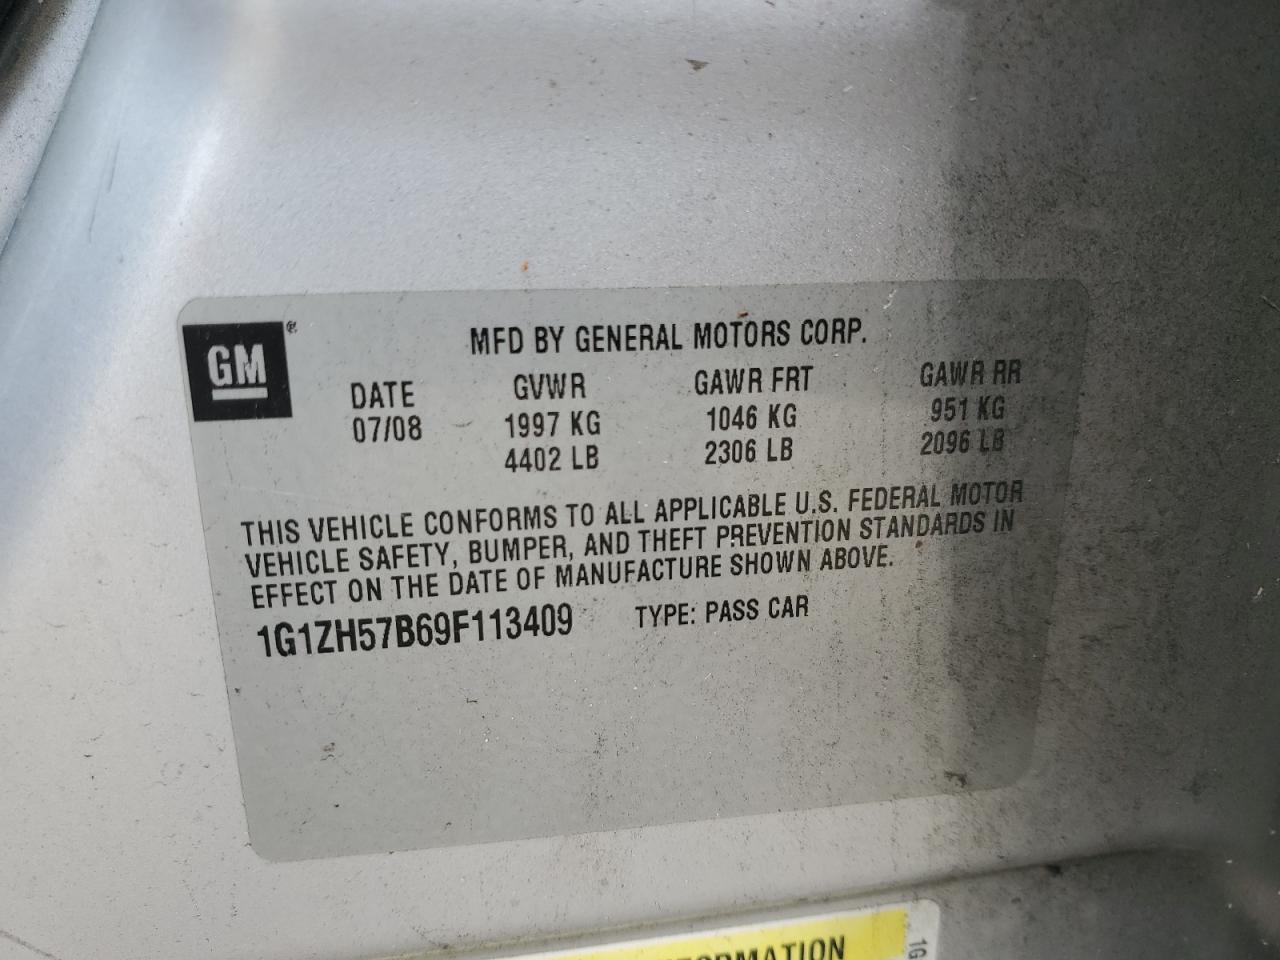 GM ®
MFD BY GENERAL MOTORS CORP.
DATE GVWR GAWR FRT GAWR RR
07/08 1997 KG 1046 KG 951 KG
4402 LB 2306 LB 2096 LB
THIS VEHICLE CONFORMS TO ALL APPLICABLE U.S. FEDERAL MOTOR
VEHICLE SAFETY, BUMPER, AND THEFT PREVENTION STANDARDS IN
EFFECT ON THE DATE OF MANUFACTURE SHOWN ABOVE.
1G1ZH57B69F113409 TYPE: PASS CAR
1G